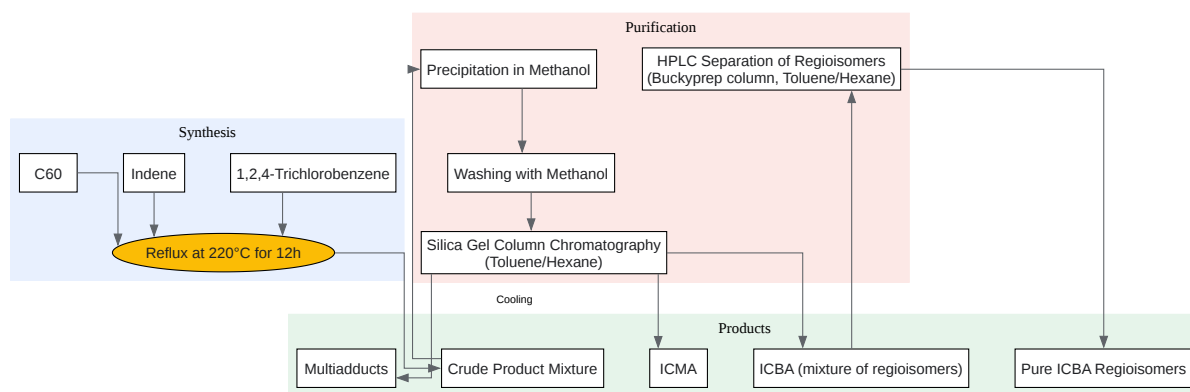 Purification
Precipitation in Methanol
HPLC Separation of Regioisomers
(Buckyprep column, Toluene/Hexane)
Synthesis
C60
Indene
1,2,4-Trichlorobenzene
Washing with Methanol
Reflux at 220°C for 12h
Silica Gel Column Chromatography
(Toluene/Hexane)
Cooling
Products
Multiadducts
Crude Product Mixture
ICMA
ICBA (mixture of regioisomers)
Pure ICBA Regioisomers